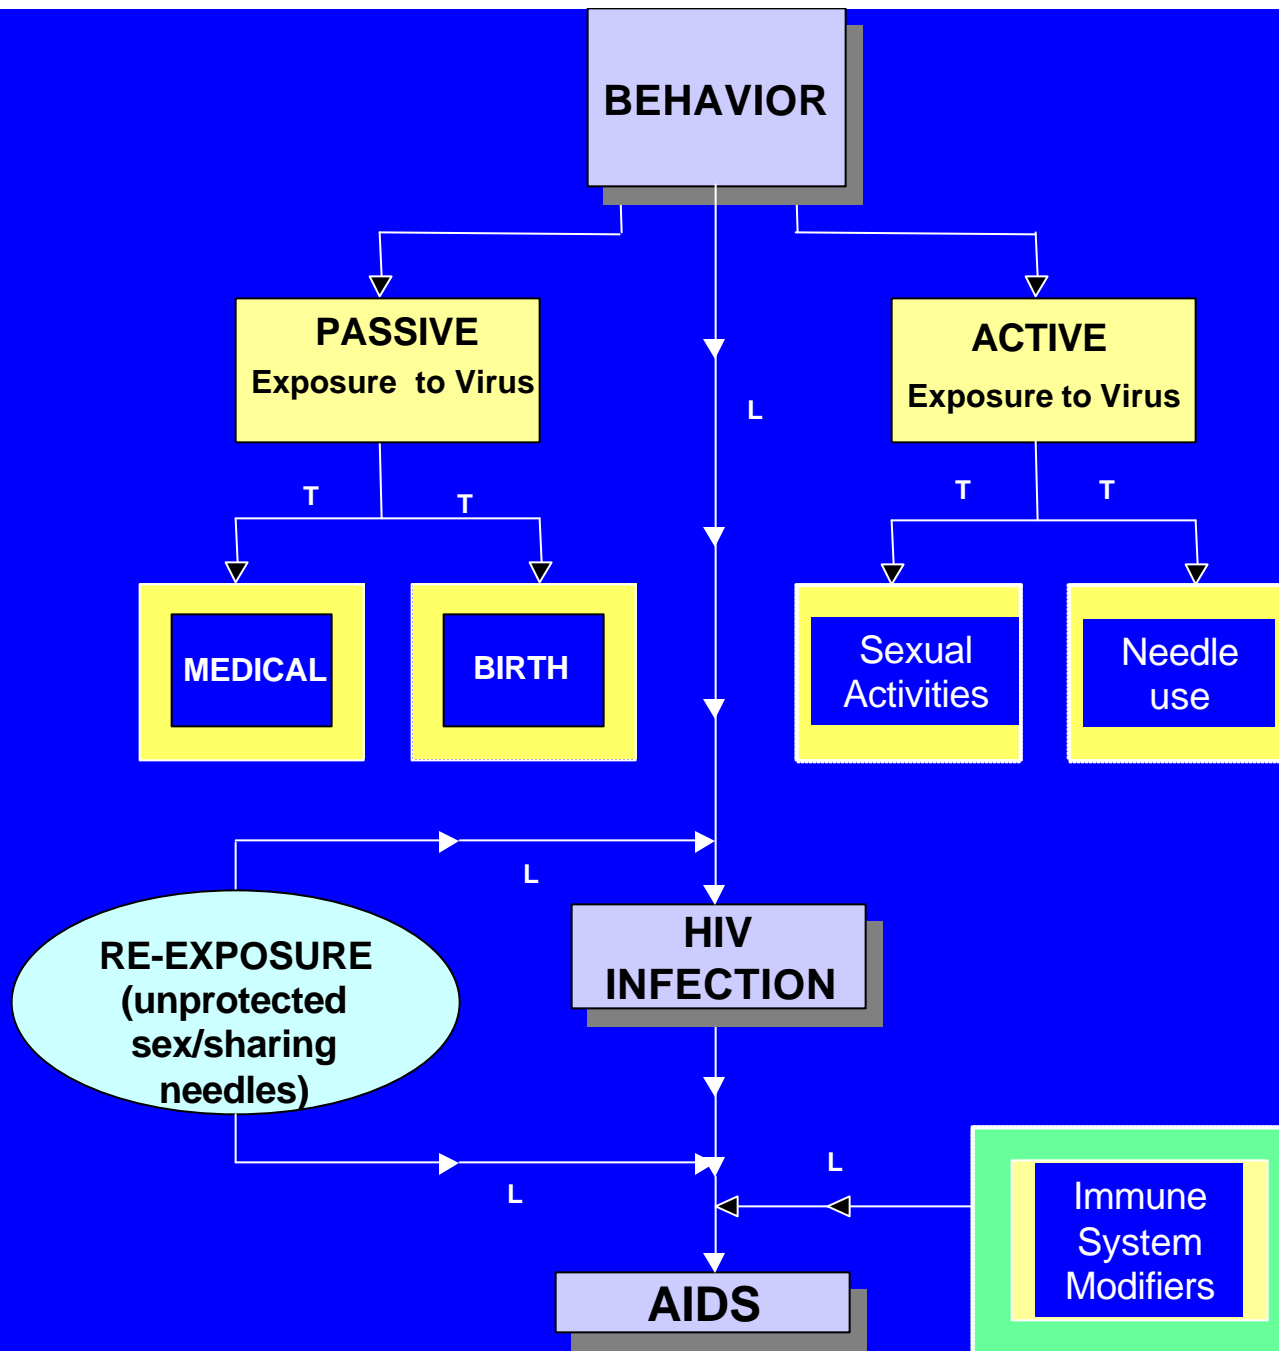 BEHAVIOR
PASSIVE
Exposure to Virus
ACTIVE
Exposure to Virus
L
T
T
T
T
MEDICAL
BIRTH
Sexual
Activities
Needle
use
L
RE-EXPOSURE
(unprotected
sex/sharing
needles)
HIV
INFECTION
L
L
Immune
System
Modifiers
AIDS